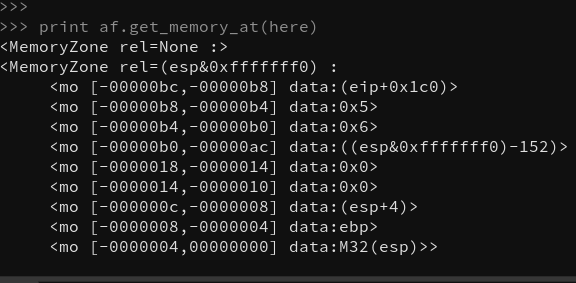 >>>
>>> print af.get_memory_at(here)
<MemoryZone rel=None :>
<MemoryZone rel=(esp&0xfffffff0) :
<mo [-00000bc,-00000b8] data:(eip+0x1c0)>
<mo [-00000b8,-00000b4] data:0x5>
<mo [-00000b4,-00000b0] data:0x6>
<mo [-00000b0,-00000ac] data:((esp&0xfffffff0)-152)>
<mo [-0000018,-0000014] data:0x0>
<mo [-0000014,-0000010] data:0x0>
<mo [-000000c,-0000008] data:(esp+4)>
<mo [-0000008,-0000004] data:ebp>
<mo [-0000004,00000000] data:M32(esp)>>